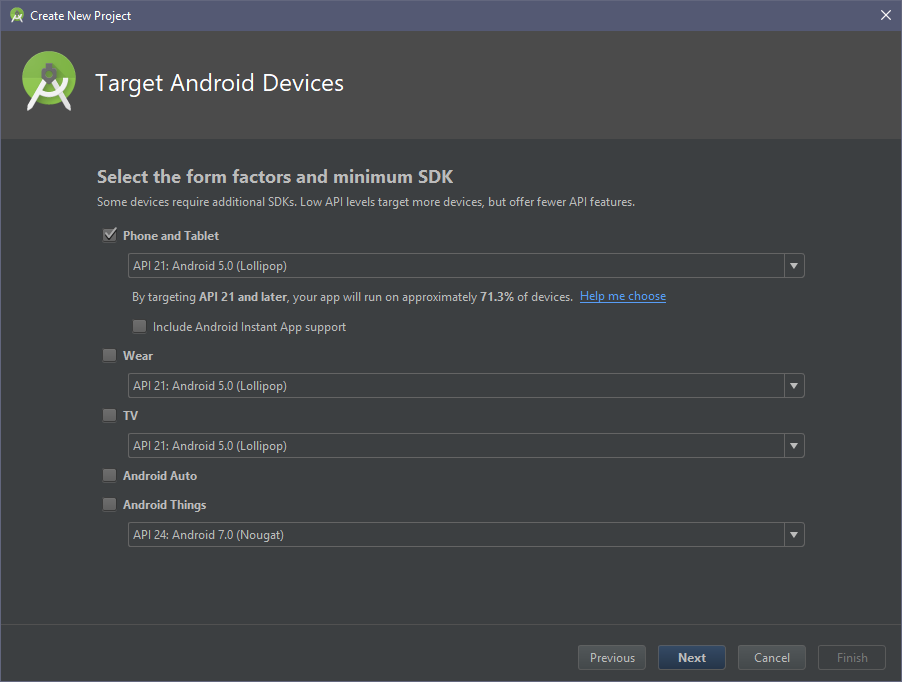 Create New Project
Target Android Devices
Select the form factors and minimum SDK
Some devices require additional SDKs. Low API levels target more devices, but offer fewer API features.
Phone and Tablet
API 21: Android 5.0 (Lollipop)
By targeting API 21 and later, your app will run on approximately 71.3% of devices. Help me choose
Include Android Instant App support
Wear
API 21: Android 5.0 (Lollipop)
TV
API 21: Android 5.0 (Lollipop)
Android Auto
Android Things
API 24: Android 7.0 (Nougat)
Previous Next Cancel Finish